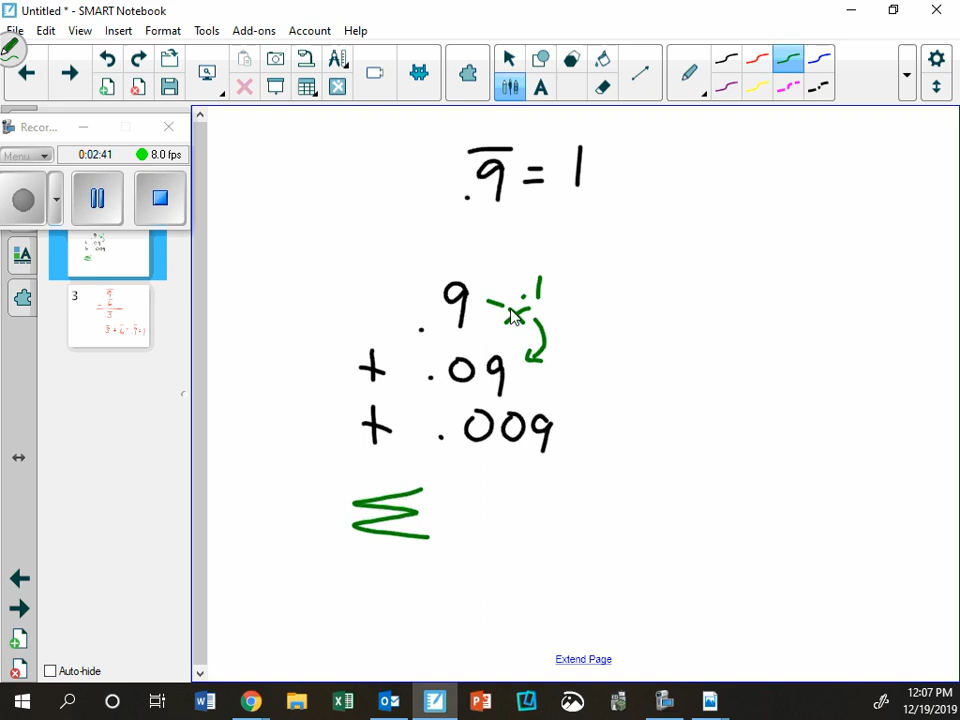 Untitled * - SMART Notebook
File Edit View Insert Format Tools Add-ons Account Help
Recor...
Menu
0:02:41 8.0 fps
.9̅ = 1
.9 × .1
+ .09
+ .009
Σ
3
Extend Page
Auto-hide
12:07 PM
12/19/2019